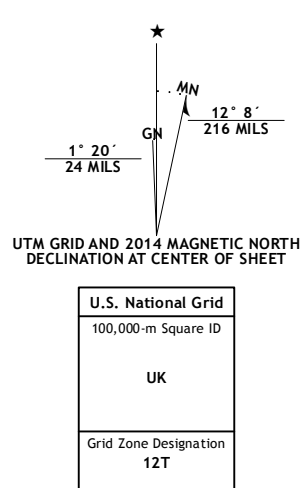 ★
MN
GN
12° 8´
216 MILS
1° 20´
24 MILS
UTM GRID AND 2014 MAGNETIC NORTH
DECLINATION AT CENTER OF SHEET
U.S. National Grid
100,000-m Square ID
UK
Grid Zone Designation
12T